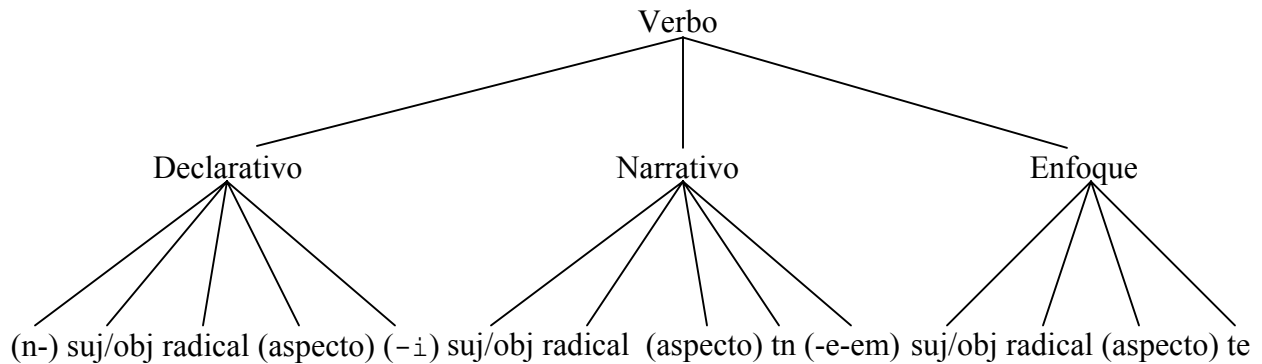 Verbo
Declarativo Narrativo Enfoque
(n-) suj/obj radical (aspecto) (-i) suj/obj radical (aspecto) tn (-e-em) suj/obj radical (aspecto) te